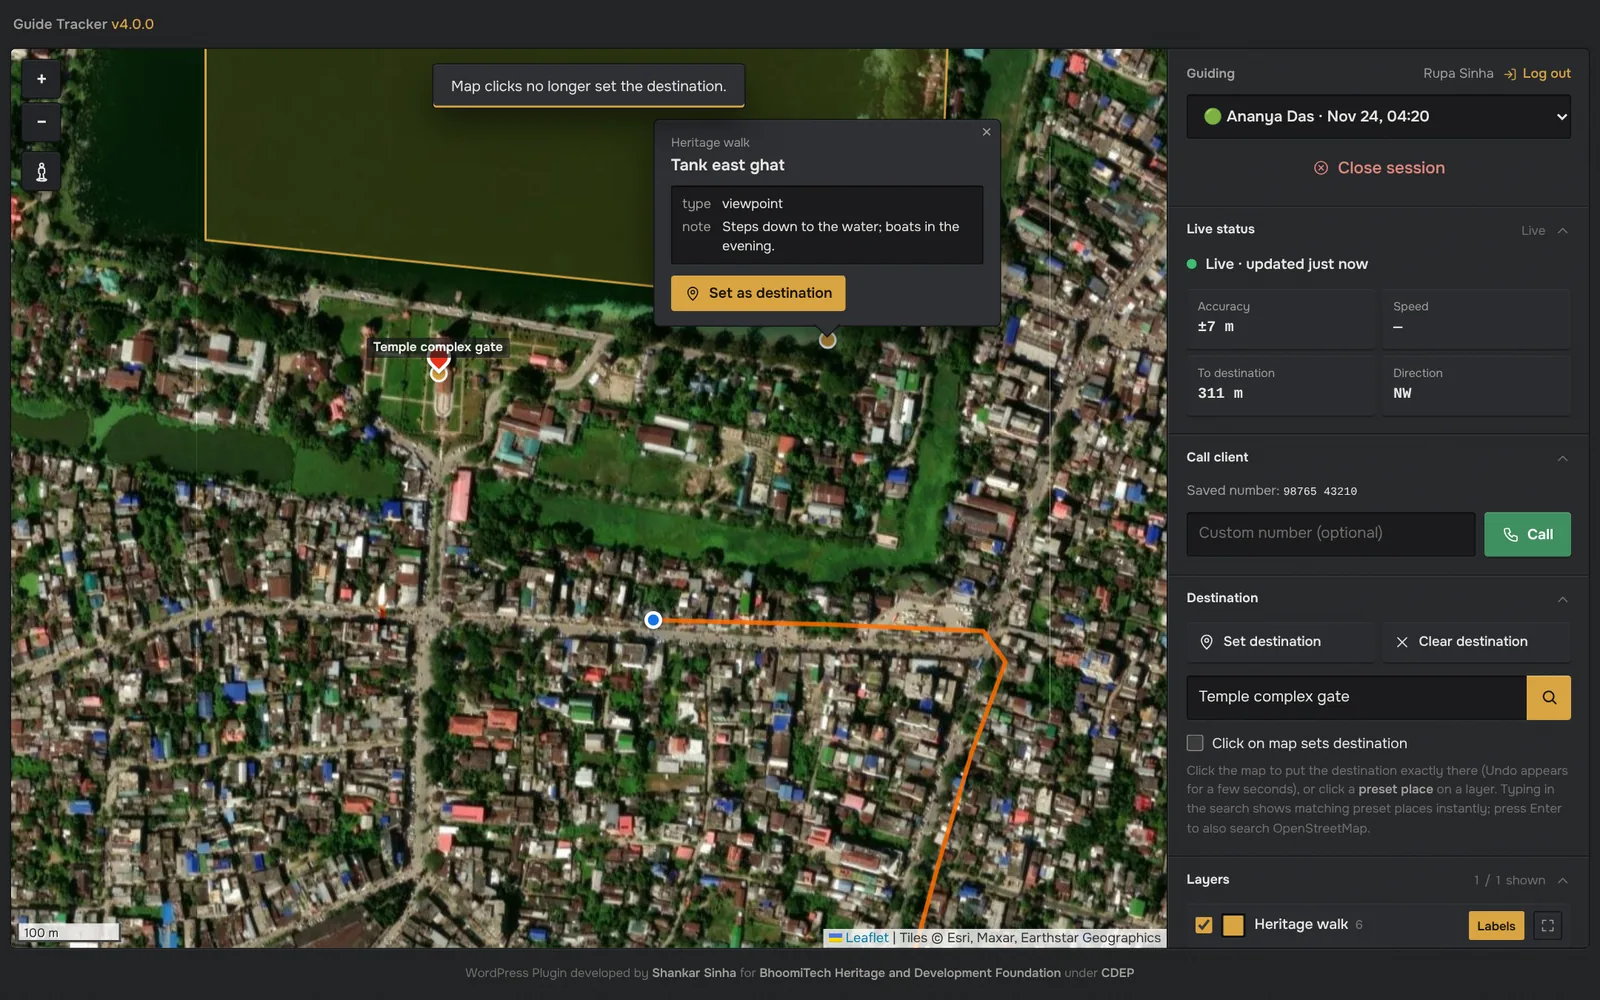 Guide Tracker v4.0.0
+
−
Map clicks no longer set the destination.
×
Heritage walk
Tank east ghat
type viewpoint
note Steps down to the water; boats in the
evening.
Set as destination
Temple complex gate
100 m
Leaflet | Tiles © Esri, Maxar, Earthstar Geographics
Guiding
Rupa Sinha Log out
Ananya Das · Nov 24, 04:20
Close session
Live status Live
Live · updated just now
Accuracy
±7 m
Speed
—
To destination
311 m
Direction
NW
Call client
Saved number: 98765 43210
Custom number (optional)
Call
Destination
Set destination
Clear destination
Temple complex gate
Click on map sets destination
Click the map to put the destination exactly there (Undo appears
for a few seconds), or click a preset place on a layer. Typing in
the search shows matching preset places instantly; press Enter
to also search OpenStreetMap.
Layers 1 / 1 shown
Heritage walk 6 Labels
WordPress Plugin developed by Shankar Sinha for BhoomiTech Heritage and Development Foundation under CDEP